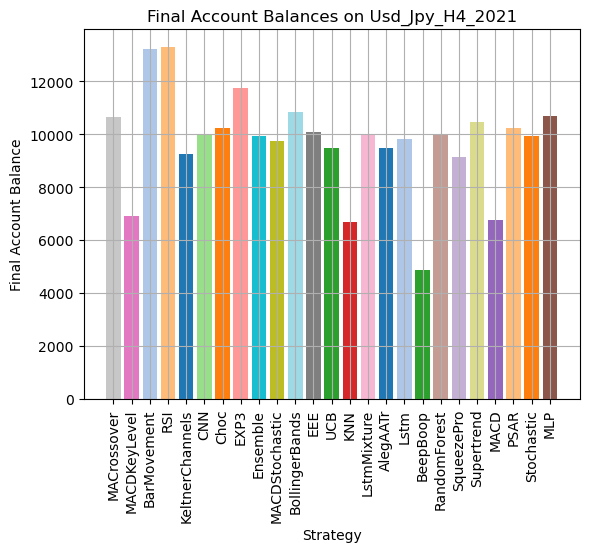 Final Account Balances on Usd_Jpy_H4_2021
Final Account Balance
12000
10000
8000
6000
4000
2000
0
MACrossover
MACDKeyLevel
BarMovement
RSI
KeltnerChannels
CNN
Choc
EXP3
Ensemble
MACDStochastic
BollingerBands
EEE
UCB
KNN
LstmMixture
AlegAATr
Lstm
BeepBoop
RandomForest
SqueezePro
Supertrend
MACD
PSAR
Stochastic
MLP
Strategy